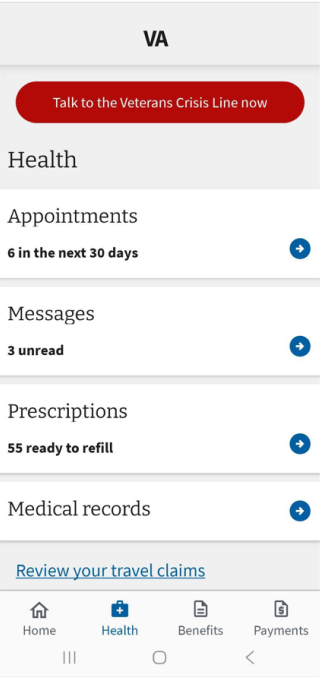 VA
Talk to the Veterans Crisis Line now
Health
Appointments
6 in the next 30 days
Messages
3 unread
Prescriptions
55 ready to refill
Medical records
Review your travel claims
Home
Health
Benefits
Payments